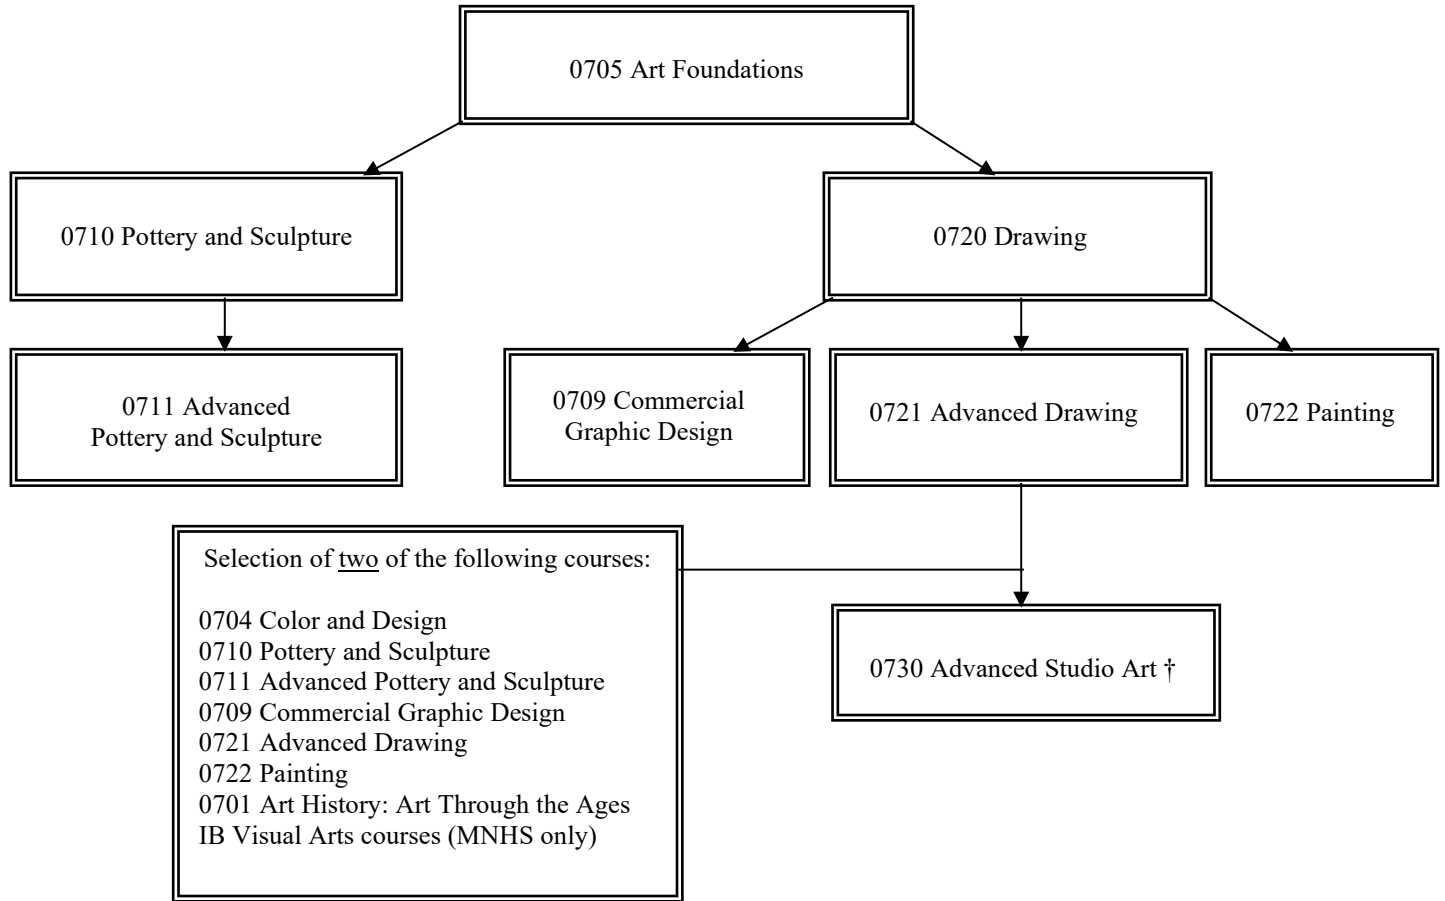 0705 Art Foundations
0710 Pottery and Sculpture
0720 Drawing
0711 Advanced
Pottery and Sculpture
0709 Commercial
Graphic Design
0721 Advanced Drawing
0722 Painting
Selection of two of the following courses:
0704 Color and Design
0710 Pottery and Sculpture
0711 Advanced Pottery and Sculpture
0709 Commercial Graphic Design
0721 Advanced Drawing
0722 Painting
0701 Art History: Art Through the Ages
IB Visual Arts courses (MNHS only)
0730 Advanced Studio Art †